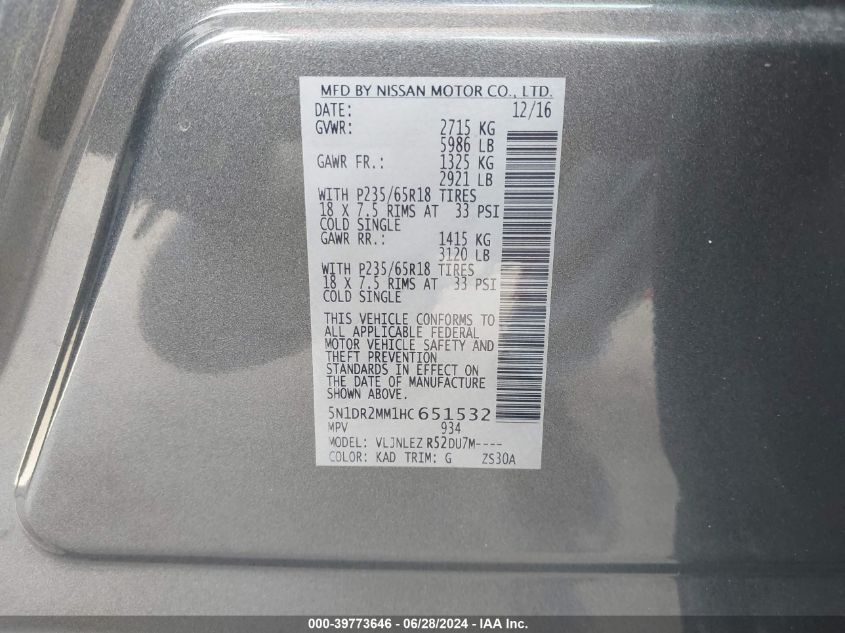 MFD BY NISSAN MOTOR CO., LTD.
DATE: 12/16
GVWR: 2715 KG
5986 LB
GAWR FR.: 1325 KG
2921 LB
WITH P235/65R18 TIRES
18 X 7.5 RIMS AT 33 PSI
COLD SINGLE
GAWR RR.: 1415 KG
3120 LB
WITH P235/65R18 TIRES
18 X 7.5 RIMS AT 33 PSI
COLD SINGLE
THIS VEHICLE CONFORMS TO
ALL APPLICABLE FEDERAL
MOTOR VEHICLE SAFETY AND
THEFT PREVENTION
STANDARDS IN EFFECT ON
THE DATE OF MANUFACTURE
SHOWN ABOVE.
5N1DR2MM1HC651532
MPV 934
MODEL: VLJNLEZ R52DU7M----
COLOR: KAD TRIM: G ZS30A
000-39773646 - 06/28/2024 - IAA Inc.